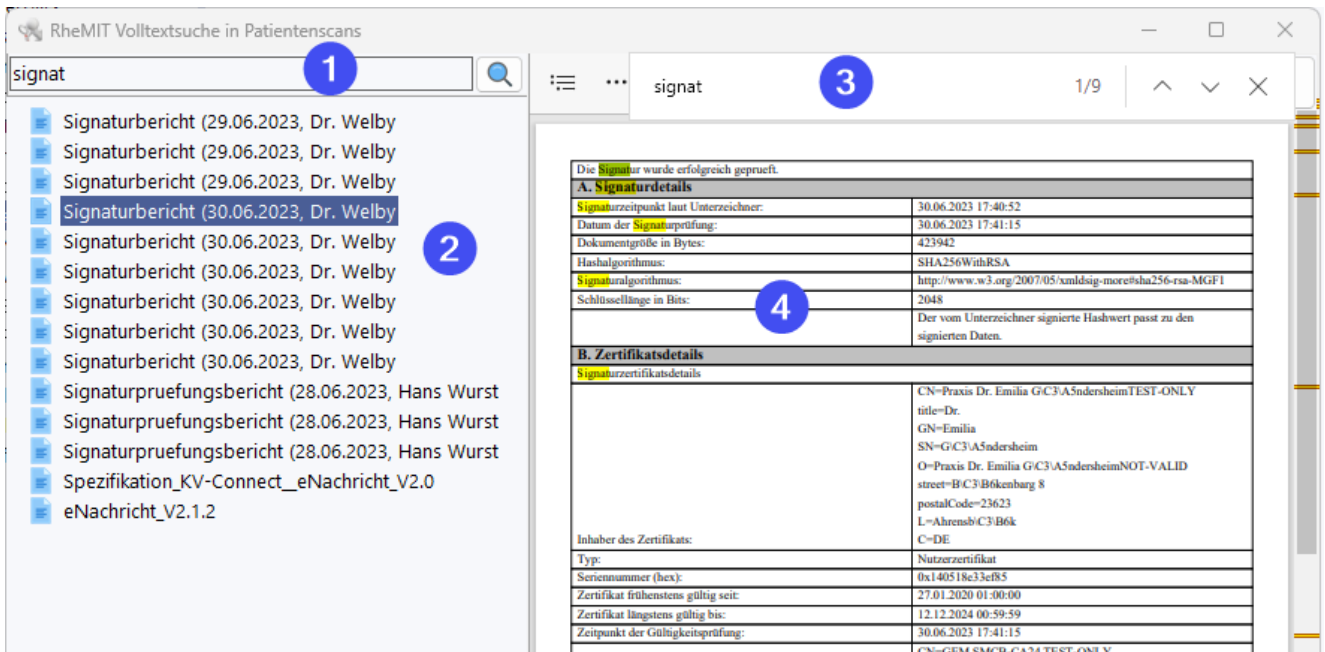 RheMIT Volltextsuche in Patientenscans
signat
1
Signaturbericht (29.06.2023, Dr. Welby
Signaturbericht (29.06.2023, Dr. Welby
Signaturbericht (29.06.2023, Dr. Welby
Signaturbericht (30.06.2023, Dr. Welby
Signaturbericht (30.06.2023, Dr. Welby
Signaturbericht (30.06.2023, Dr. Welby
Signaturbericht (30.06.2023, Dr. Welby
Signaturbericht (30.06.2023, Dr. Welby
Signaturbericht (30.06.2023, Dr. Welby
Signaturpruefungsbericht (28.06.2023, Hans Wurst
Signaturpruefungsbericht (28.06.2023, Hans Wurst
Signaturpruefungsbericht (28.06.2023, Hans Wurst
Spezifikation_KV-Connect__eNachricht_V2.0
eNachricht_V2.1.2
2
signat
3
1/9
Die Signatur wurde erfolgreich geprueft.
A. Signaturdetails
Signaturzeitpunkt laut Unterzeichner: 30.06.2023 17:40:52
Datum der Signaturprüfung: 30.06.2023 17:41:15
Dokumentgröße in Bytes: 423942
Hashalgorithmus: SHA256WithRSA
Signaturalgorithmus: http://www.w3.org/2007/05/xmldsig-more#sha256-rsa-MGF1
Schlüssellänge in Bits: 2048
4
Der vom Unterzeichner signierte Hashwert passt zu den
signierten Daten.
B. Zertifikatsdetails
Signaturzertifikatsdetails
CN=Praxis Dr. Emilia G\C3\A5ndersheimTEST-ONLY
title=Dr.
GN=Emilia
SN=G\C3\A5ndersheim
O=Praxis Dr. Emilia G\C3\A5ndersheimNOT-VALID
street=B\C3\B6kenbarg 8
postalCode=23623
L=Ahrensb\C3\B6k
Inhaber des Zertifikats: C=DE
Typ: Nutzerzertifikat
Seriennummer (hex): 0x140518e33ef85
Zertifikat frühenstens gültig seit: 27.01.2020 01:00:00
Zertifikat längstens gültig bis: 12.12.2024 00:59:59
Zeitpunkt der Gültigkeitsprüfung: 30.06.2023 17:41:15
CN=GEM.SMCB-CA24 TEST-ONLY